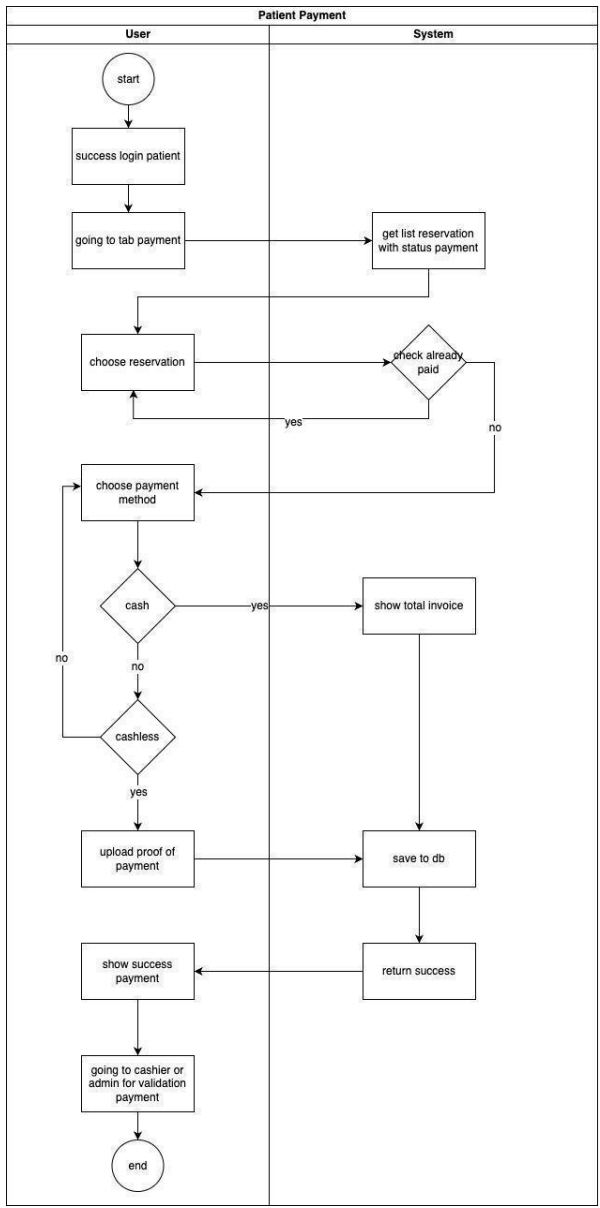 Patient Payment
User
System
start
success login patient
going to tab payment
get list reservation
with status payment
choose reservation
check already
paid
yes
no
choose payment
method
cash
yes
show total invoice
no
no
cashless
yes
upload proof of
payment
save to db
show success
payment
return success
going to cashier or
admin for validation
payment
end